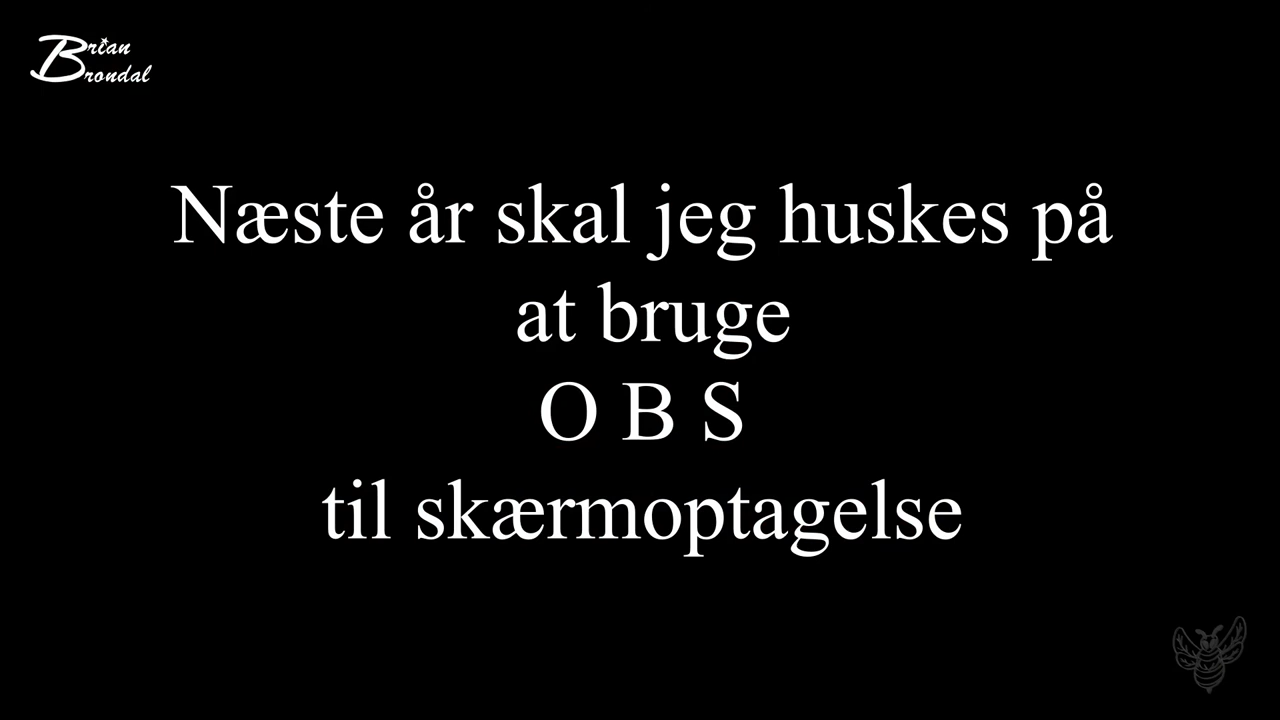 Brian
Brondal
Næste år skal jeg huskes på
at bruge
O B S
til skærmoptagelse